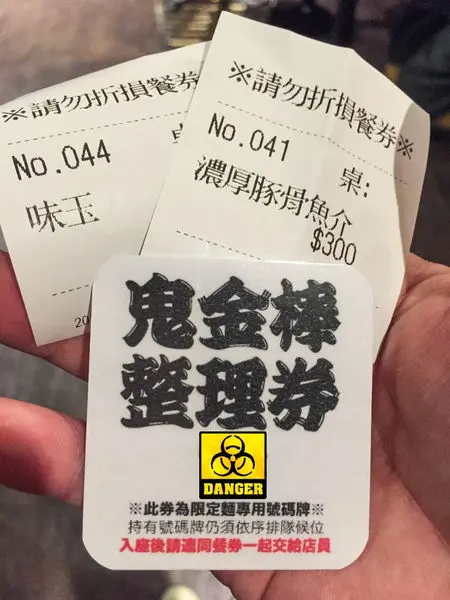 ※請勿折損餐券
No.044
味玉
20
※請勿折損餐券※
No.041
桌:
濃厚豚骨魚介
$300
鬼金棒
整理券
DANGER
※此券為限定麵專用號碼牌※
持有號碼牌仍須依序排隊候位
入座後請連同餐券一起交給店員